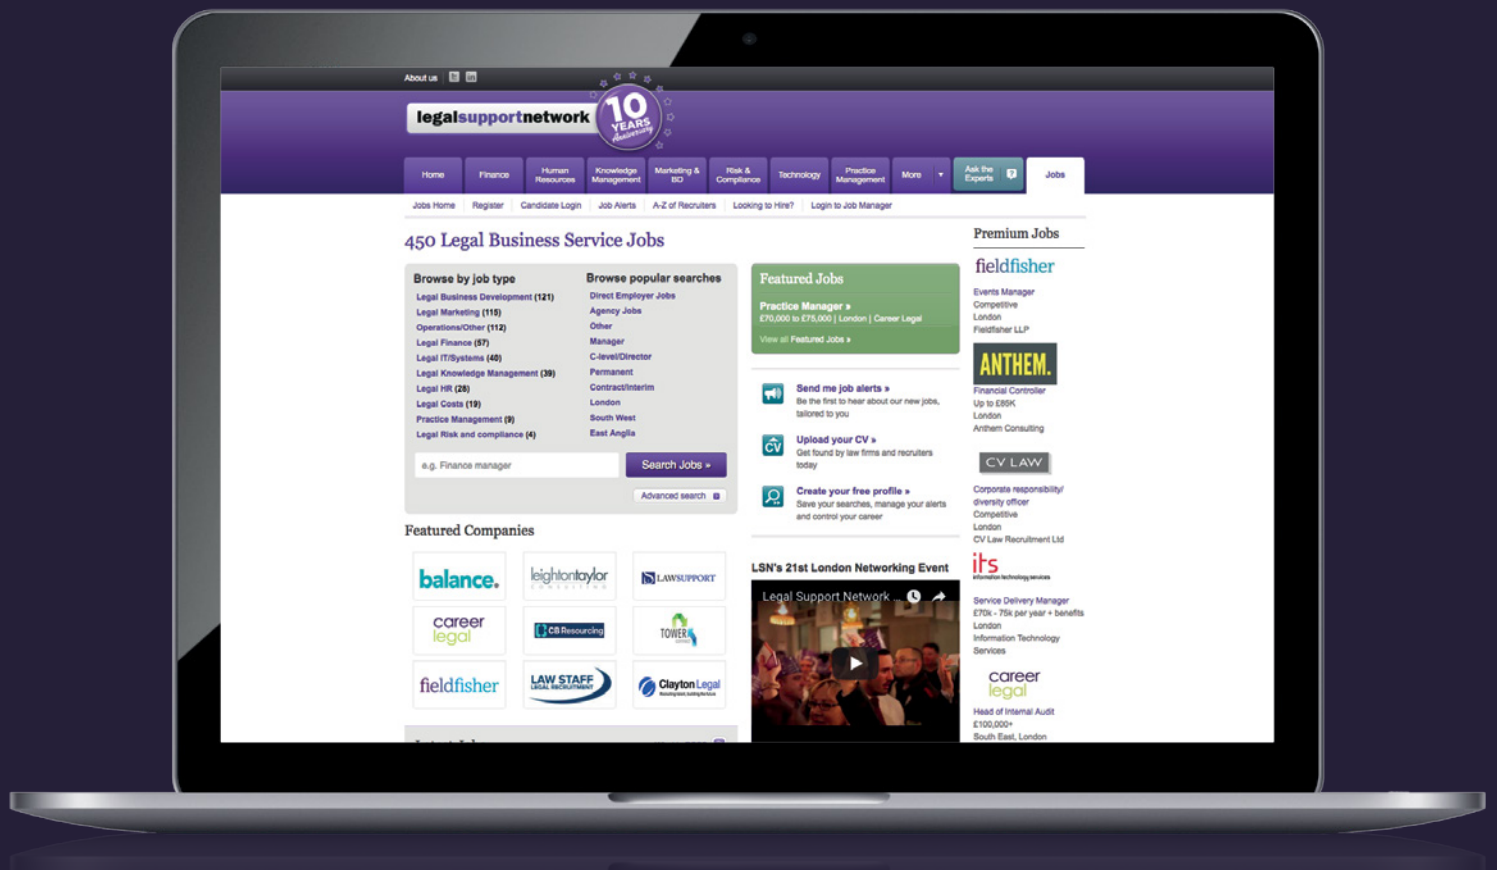 About us
legalsupportnetwork
10
YEARS
Anniversary
Home
Finance
Human
Resources
Knowledge
Management
Marketing &
BD
Risk &
Compliance
Technology
Practice
Management
More
Ask the
Experts
Jobs
Jobs Home
Register
Candidate Login
Job Alerts
A-Z of Recruiters
Looking to Hire?
Login to Job Manager
450 Legal Business Service Jobs
Browse by job type
Legal Business Development (121)
Legal Marketing (115)
Operations/Other (112)
Legal Finance (57)
Legal IT/Systems (40)
Legal Knowledge Management (39)
Legal HR (28)
Legal Costs (19)
Practice Management (9)
Legal Risk and compliance (4)
Browse popular searches
Direct Employer Jobs
Agency Jobs
Other
Manager
C-level/Director
Permanent
Contract/Interim
London
South West
East Anglia
e.g. Finance manager
Search Jobs »
Advanced search
Featured Companies
balance.
leightontaylor
CONSULTING
LAWSUPPORT
career
legal
CB Resourcing
TOWER
fieldfisher
LAW STAFF
LEGAL RECRUITMENT
Clayton Legal
Featured Jobs
Practice Manager »
£70,000 to £75,000 | London | Career Legal
View all Featured Jobs »
Send me job alerts »
Be the first to hear about our new jobs,
tailored to you
CV
Upload your CV »
Get found by law firms and recruiters
today
Create your free profile »
Save your searches, manage your alerts
and control your career
LSN's 21st London Networking Event
Legal Support Network ...
Premium Jobs
fieldfisher
Events Manager
Competitive
London
Fieldfisher LLP
ANTHEM.
Financial Controller
Up to £85K
London
Anthem Consulting
CV LAW
Corporate responsibility/
diversity officer
Competitive
London
CV Law Recruitment Ltd
its
information technology services
Service Delivery Manager
£70k - 75k per year + benefits
London
Information Technology
Services
career
legal
Head of Internal Audit
£100,000+
South East, London